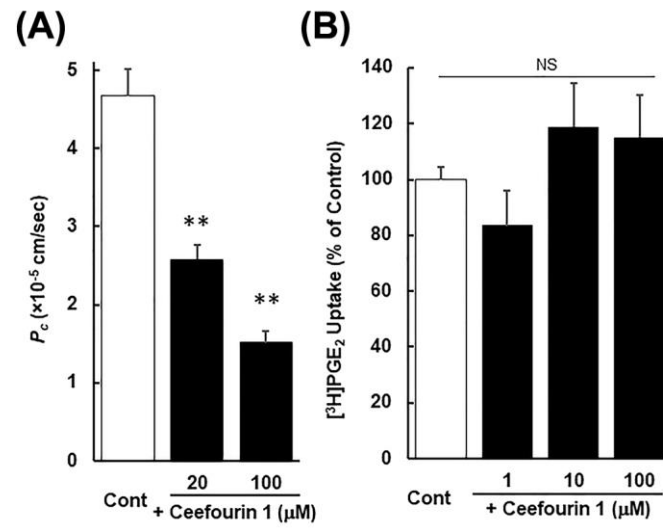 (A)
P_c (×10⁻⁵ cm/sec)
5
4
3
2
1
0
**
**
Cont
20 100
+ Ceefourin 1 (μM)
(B)
[³H]PGE₂ Uptake (% of Control)
140
120
100
80
60
40
20
0
NS
Cont
1 10 100
+ Ceefourin 1 (μM)